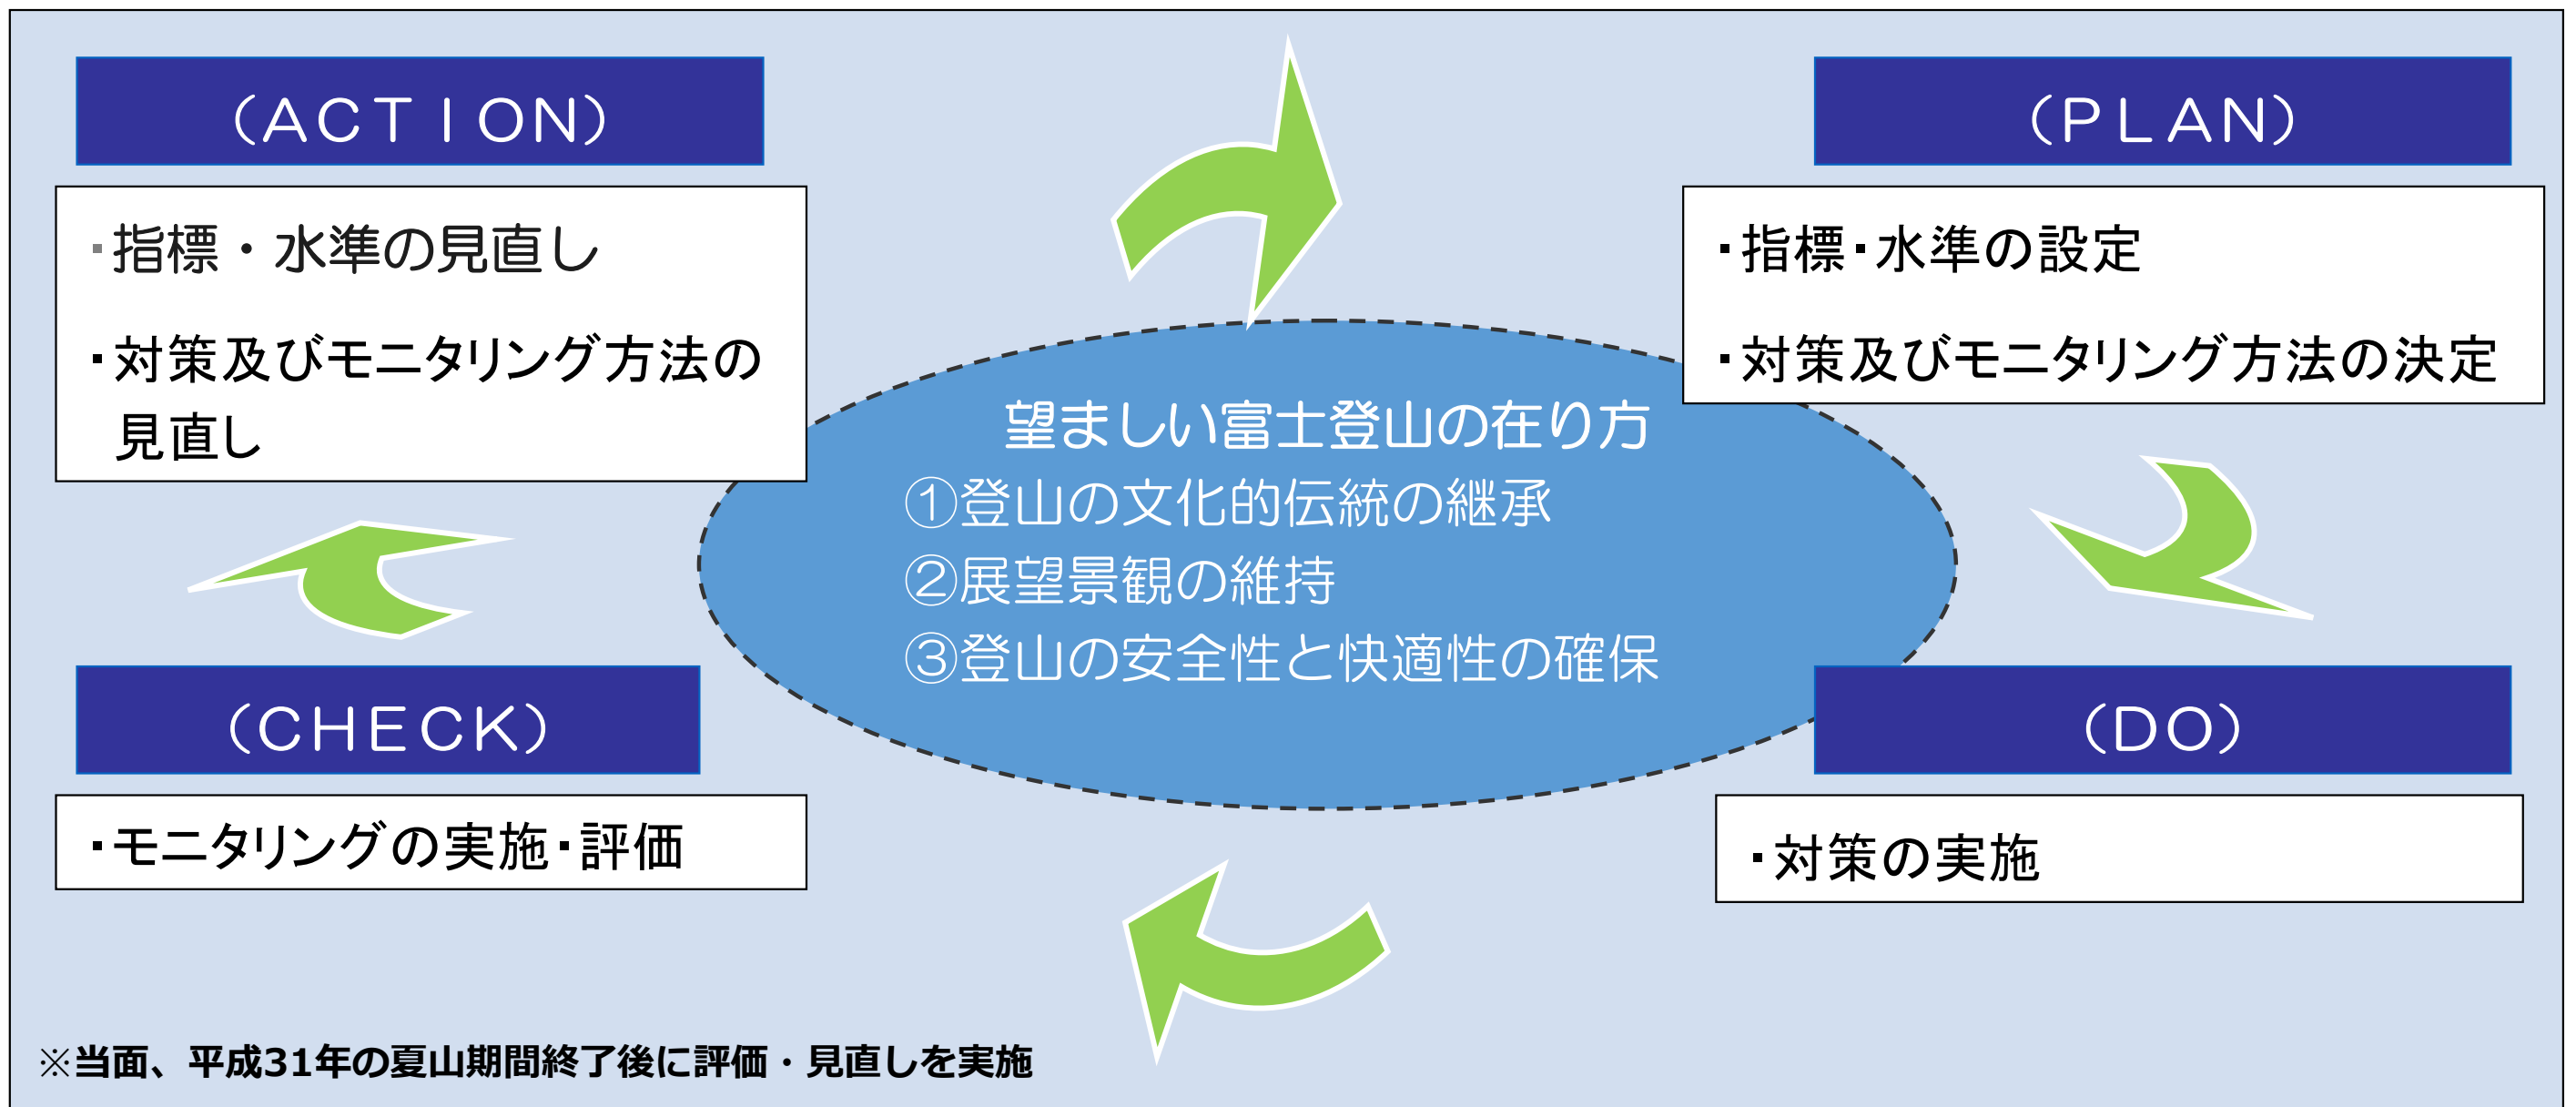 （ＡＣＴＩＯＮ）
・指標・水準の見直し
・対策及びモニタリング方法の
見直し
（ＰＬＡＮ）
・指標・水準の設定
・対策及びモニタリング方法の決定
望ましい富士登山の在り方
①登山の文化的伝統の継承
②展望景観の維持
③登山の安全性と快適性の確保
（ＣＨＥＣＫ）
・モニタリングの実施・評価
（ＤＯ）
・対策の実施
※当面、平成31年の夏山期間終了後に評価・見直しを実施